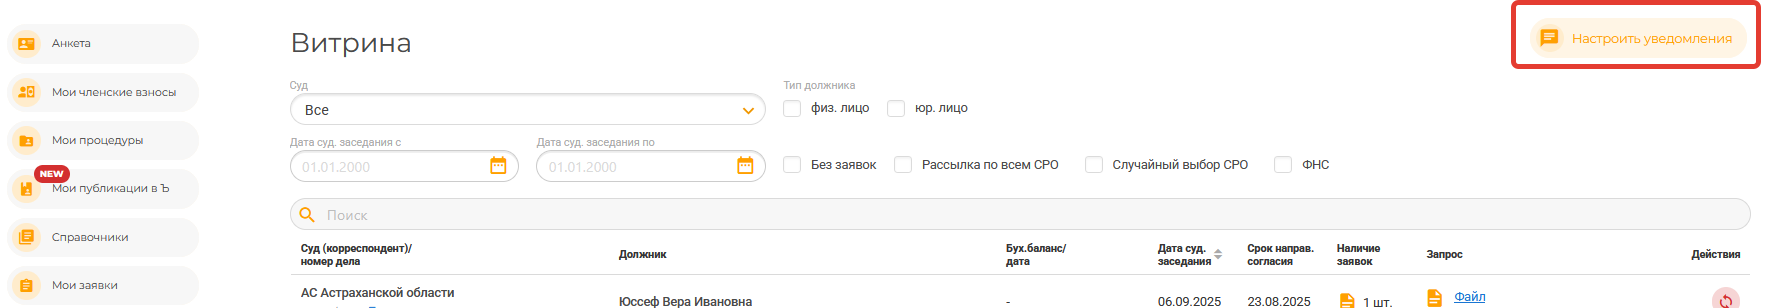 Анкета
Мои членские взносы
Мои процедуры
NEW
Мои публикации в Ъ
Справочники
Мои заявки
Витрина
Настроить уведомления
Суд
Все
Тип должника
физ. лицо
юр. лицо
Дата суд. заседания с
01.01.2000
Дата суд. заседания по
01.01.2000
Без заявок
Рассылка по всем СРО
Случайный выбор СРО
ФНС
Поиск
Суд (корреспондент)/
номер дела
Должник
Бух.баланс/
дата
Дата суд.
заседания
Срок направ.
согласия
Наличие
заявок
Запрос
Действия
АС Астраханской области
Юссеф Вера Ивановна
-
06.09.2025
23.08.2025
1 шт.
Файл